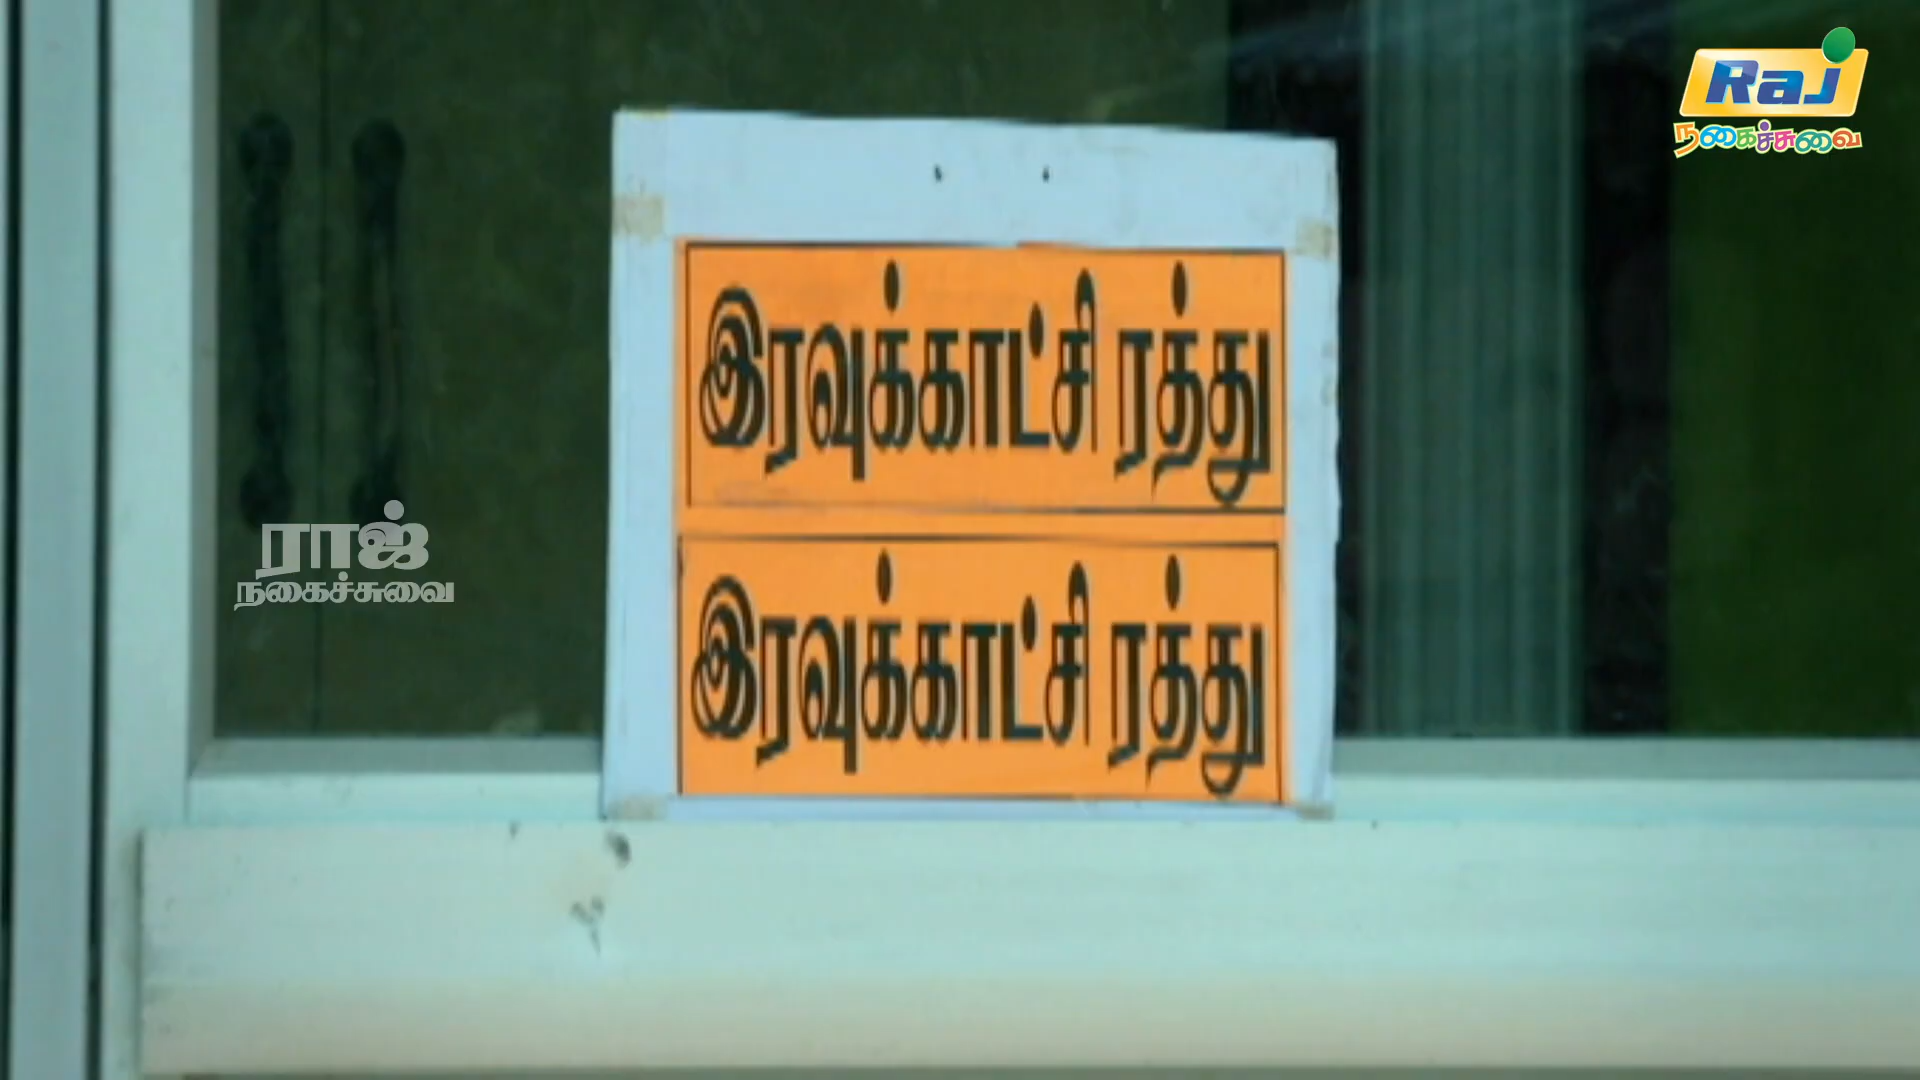 Raj
நகைச்சுவை
இரவுக்காட்சி ரத்து
இரவுக்காட்சி ரத்து
ராஜ்
நகைச்சுவை